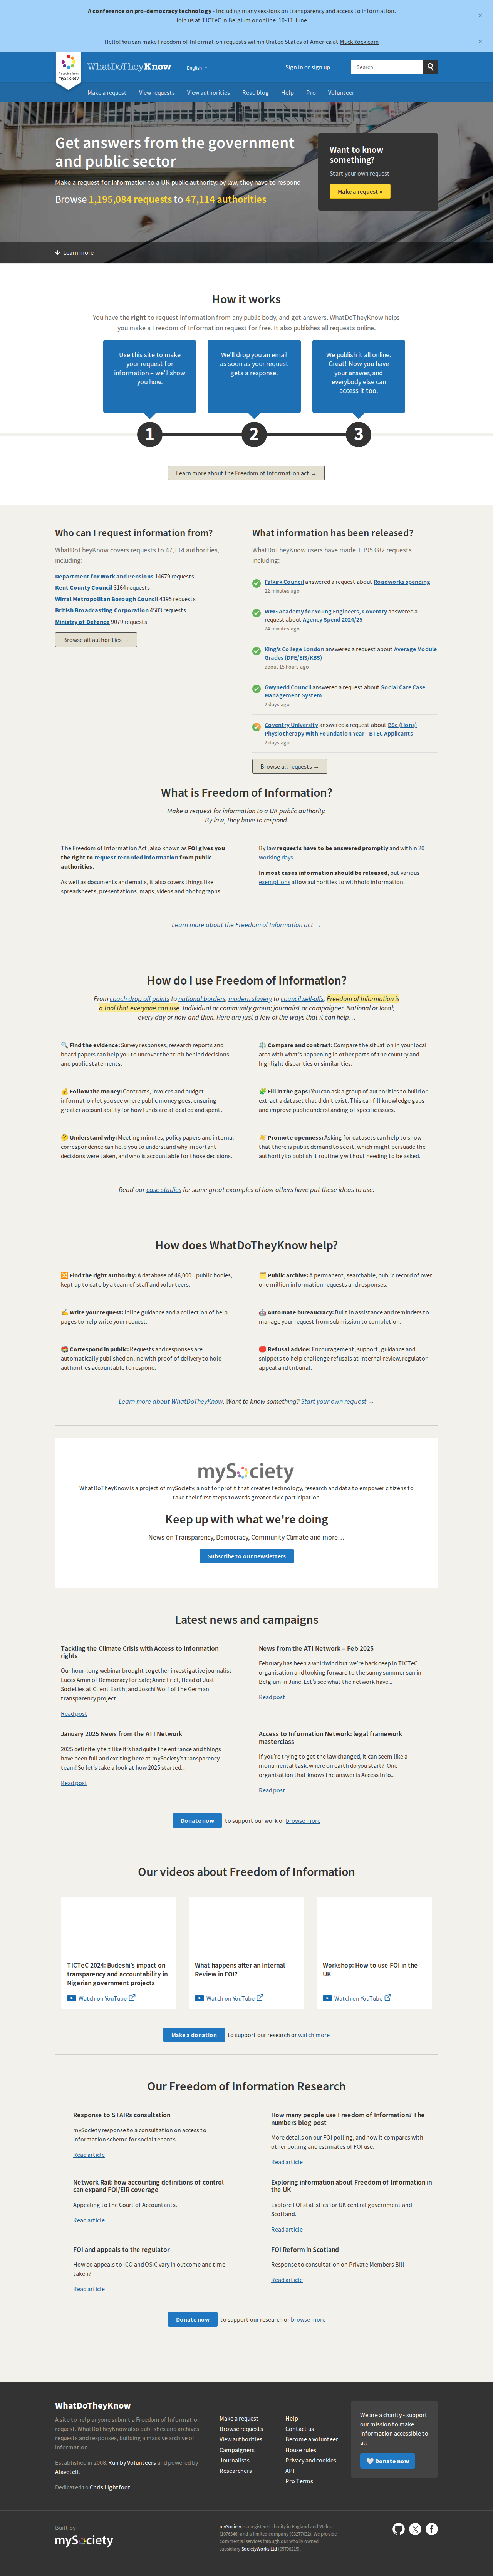 A conference on pro-democracy technology - including many sessions on transparency and access to information.
Join us at TICTeC in Belgium or online, 10-11 June.
×
Hello! You can make Freedom of Information requests within United States of America at MuckRock.com
×
mySociety
WhatDoTheyKnow
English
Sign in or sign up
Search
Make a request
View requests
View authorities
Read blog
Help
Pro
Volunteer
Get answers from the government
and public sector
Make a request for information to a UK public authority: by law, they have to respond
Browse 1,195,084 requests to 47,114 authorities
Want to know
something?
Start your own request
Make a request »
↓ Learn more
How it works
You have the right to request information from any public body, and get answers. WhatDoTheyKnow helps
you make a Freedom of Information request for it. It also publishes all requests online.
Use this site to make
your request for
information – we'll show
you how.
We'll drop you an email
as soon as your request
gets a response.
We publish it all online.
Great! Now you have
your answer, and
everybody else can
access it too.
1
2
3
Learn more about the Freedom of Information act →
Who can I request information from?
WhatDoTheyKnow covers requests to 47,114 authorities,
including:
Department for Work and Pensions 14679 requests
Kent County Council 3164 requests
Wirral Metropolitan Borough Council 4395 requests
British Broadcasting Corporation 4583 requests
Ministry of Defence 9079 requests
Browse all authorities →
What information has been released?
WhatDoTheyKnow users have made 1,195,082 requests,
including:
Falkirk Council answered a request about Roadworks spending
22 minutes ago
WMG Academy for Young Engineers, Coventry answered a
request about Agency Spend 2024/25
24 minutes ago
King's College London answered a request about Average Module
Grades (DPE/EIS/KBS)
about 15 hours ago
Gwynedd Council answered a request about Social Care Case
Management System
2 days ago
Coventry University answered a request about BSc (Hons)
Physiotherapy With Foundation Year - BTEC Applicants
2 days ago
Browse all requests →
What is Freedom of Information?
Make a request for information to a UK public authority.
By law, they have to respond.
The Freedom of Information Act, also known as FOI gives you
the right to request recorded information from public
authorities.
As well as documents and emails, it also covers things like
spreadsheets, presentations, maps, videos and photographs.
By law requests have to be answered promptly and within 20
working days.
In most cases information should be released, but various
exemptions allow authorities to withhold information.
Learn more about the Freedom of Information act →
How do I use Freedom of Information?
From coach drop off points to national borders; modern slavery to council sell-offs, Freedom of Information is
a tool that everyone can use. Individual or community group; journalist or campaigner. National or local;
every day or now and then. Here are just a few of the ways that it can help…
🔍 Find the evidence: Survey responses, research reports and
board papers can help you to uncover the truth behind decisions
and public statements.
⚖️ Compare and contrast: Compare the situation in your local
area with what's happening in other parts of the country and
highlight disparities or similarities.
💰 Follow the money: Contracts, invoices and budget
information let you see where public money goes, ensuring
greater accountability for how funds are allocated and spent.
🧩 Fill in the gaps: You can ask a group of authorities to build or
extract a dataset that didn't exist. This can fill knowledge gaps
and improve public understanding of specific issues.
🤔 Understand why: Meeting minutes, policy papers and internal
correspondence can help you to understand why important
decisions were taken, and who is accountable for those decisions.
☀️ Promote openness: Asking for datasets can help to show
that there is public demand to see it, which might persuade the
authority to publish it routinely without needing to be asked.
Read our case studies for some great examples of how others have put these ideas to use.
How does WhatDoTheyKnow help?
🔀 Find the right authority: A database of 46,000+ public bodies,
kept up to date by a team of staff and volunteers.
🗂️ Public archive: A permanent, searchable, public record of over
one million information requests and responses.
✍️ Write your request: Inline guidance and a collection of help
pages to help write your request.
🤖 Automate bureaucracy: Built in assistance and reminders to
manage your request from submission to completion.
📮 Correspond in public: Requests and responses are
automatically published online with proof of delivery to hold
authorities accountable to respond.
🛑 Refusal advice: Encouragement, support, guidance and
snippets to help challenge refusals at internal review, regulator
appeal and tribunal.
Learn more about WhatDoTheyKnow. Want to know something? Start your own request →
mySociety
WhatDoTheyKnow is a project of mySociety, a not for profit that creates technology, research and data to empower citizens to
take their first steps towards greater civic participation.
Keep up with what we're doing
News on Transparency, Democracy, Community Climate and more…
Subscribe to our newsletters
Latest news and campaigns
Tackling the Climate Crisis with Access to Information
rights
Our hour-long webinar brought together investigative journalist
Lucas Amin of Democracy for Sale; Anne Friel, Head of Just
Societies at Client Earth; and Joschi Wolf of the German
transparency project...
Read post
News from the ATI Network – Feb 2025
February has been a whirlwind but we're back deep in TICTeC
organisation and looking forward to the sunny summer sun in
Belgium in June. Let's see what the network have...
Read post
January 2025 News from the ATI Network
2025 definitely felt like it's had quite the entrance and things
have been full and exciting here at mySociety's transparency
team! So let's take a look at how 2025 started...
Read post
Access to Information Network: legal framework
masterclass
If you're trying to get the law changed, it can seem like a
monumental task: where on earth do you start? One
organisation that knows the answer is Access Info...
Read post
Donate now to support our work or browse more
Our videos about Freedom of Information
TICTeC 2024: Budeshi's impact on
transparency and accountability in
Nigerian government projects
Watch on YouTube
What happens after an Internal
Review in FOI?
Watch on YouTube
Workshop: How to use FOI in the
UK
Watch on YouTube
Make a donation to support our research or watch more
Our Freedom of Information Research
Response to STAIRs consultation
mySociety response to a consultation on access to
information scheme for social tenants
Read article
How many people use Freedom of Information? The
numbers blog post
More details on our FOI polling, and how it compares with
other polling and estimates of FOI use.
Read article
Network Rail: how accounting definitions of control
can expand FOI/EIR coverage
Appealing to the Court of Accountants.
Read article
Exploring information about Freedom of Information in
the UK
Explore FOI statistics for UK central government and
Scotland.
Read article
FOI and appeals to the regulator
How do appeals to ICO and OSIC vary in outcome and time
taken?
Read article
FOI Reform in Scotland
Response to consultation on Private Members Bill
Read article
Donate now to support our research or browse more
WhatDoTheyKnow
A site to help anyone submit a Freedom of Information
request. WhatDoTheyKnow also publishes and archives
requests and responses, building a massive archive of
information.
Established in 2008. Run by Volunteers and powered by
Alaveteli.
Dedicated to Chris Lightfoot.
Make a request
Browse requests
View authorities
Campaigners
Journalists
Researchers
Help
Contact us
Become a volunteer
House rules
Privacy and cookies
API
Pro Terms
We are a charity - support
our mission to make
information accessible to
all
🤍 Donate now
Built by
mySociety
mySociety is a registered charity in England and Wales
(1076346) and a limited company (03277032). We provide
commercial services through our wholly owned
subsidiary SocietyWorks Ltd (05798215).